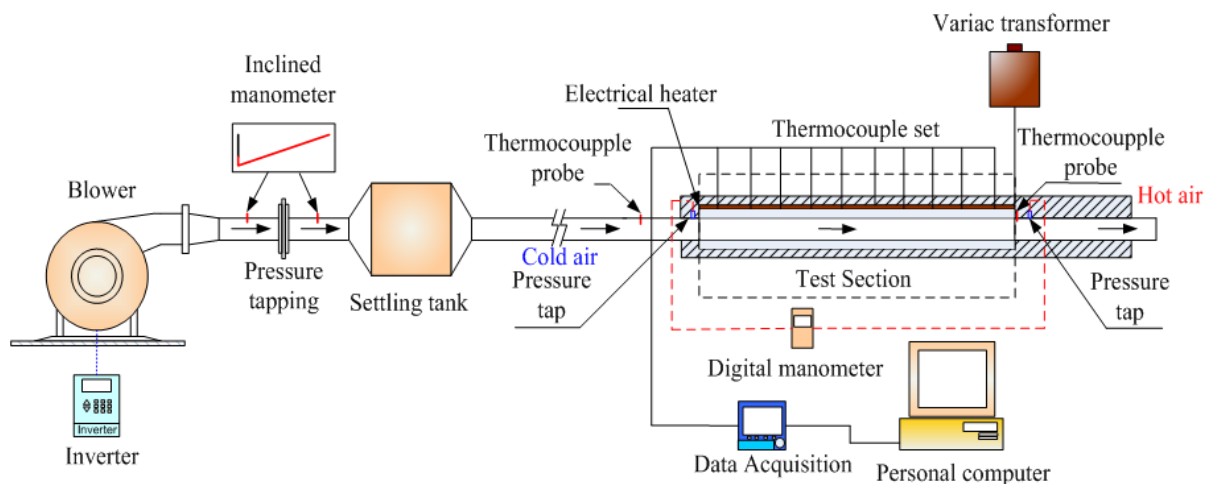 Variac transformer
Inclined
manometer
Electrical heater
Thermocouple set
Thermocoupple
probe
Thermocoupple
probe
Blower
Hot air
Cold air
Pressure
tapping
Settling tank
Pressure
tap
Test Section
Pressure
tap
Digital manometer
Inverter
Inverter
Data Acquisition
Personal computer